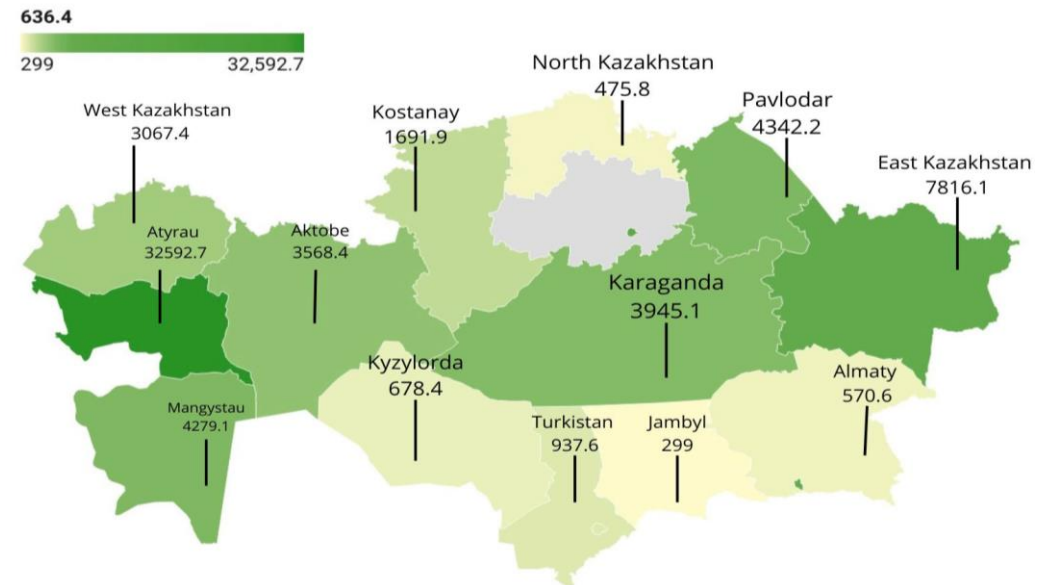 636.4
299
32,592.7
North Kazakhstan
475.8
West Kazakhstan
3067.4
Kostanay
1691.9
Pavlodar
4342.2
East Kazakhstan
7816.1
Atyrau
32592.7
Aktobe
3568.4
Karaganda
3945.1
Kyzylorda
678.4
Almaty
570.6
Mangystau
4279.1
Turkistan
937.6
Jambyl
299